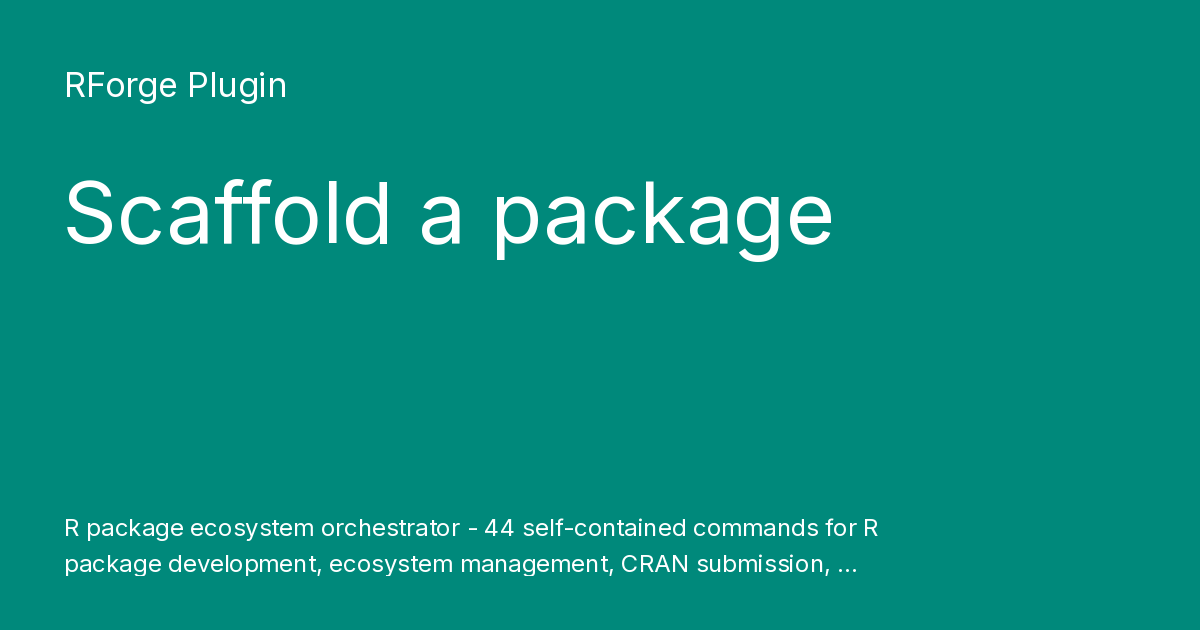 RForge Plugin
Scaffold a package
R package ecosystem orchestrator - 44 self-contained commands for R
package development, ecosystem management, CRAN submission, ...